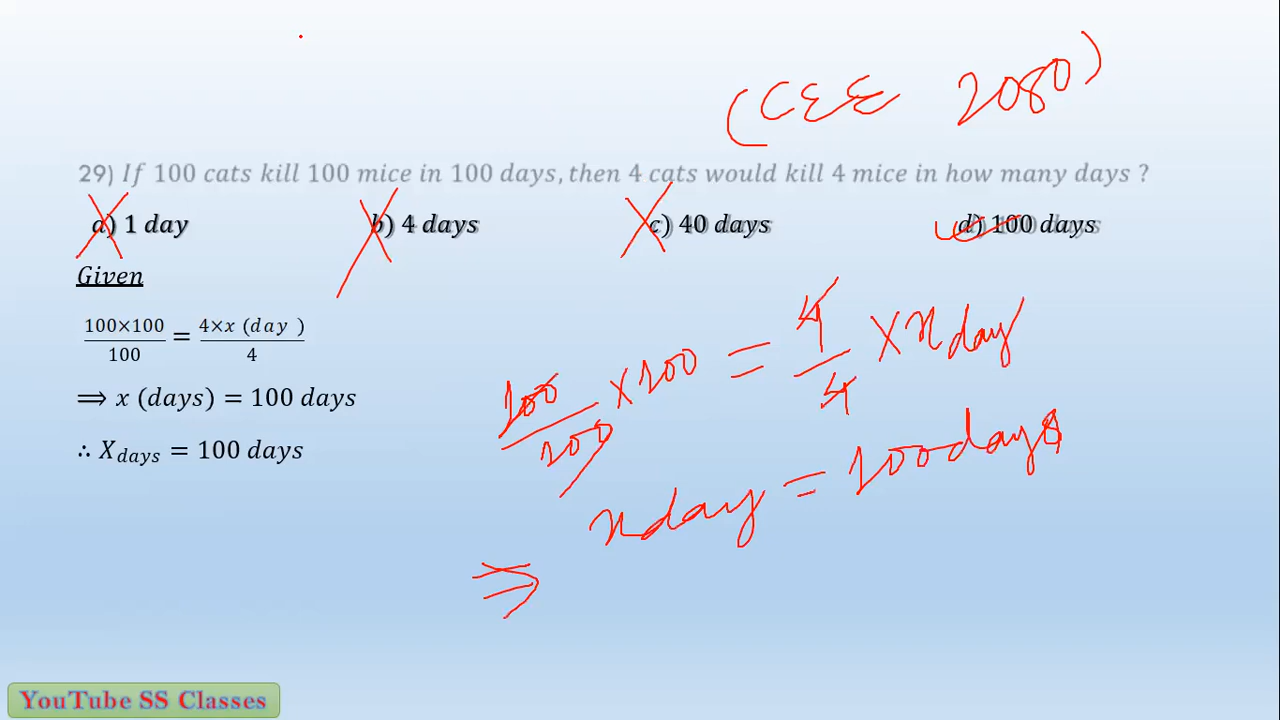 (CEE 2080)
29) If 100 cats kill 100 mice in 100 days, then 4 cats would kill 4 mice in how many days ?
a) 1 day b) 4 days c) 40 days d) 100 days
Given
100×100/100 = 4×x (day )/4
⟹ x (days) = 100 days
∴ X_days = 100 days
100/100 × 100 = 4/4 × x day
⇒ x day = 100 days
YouTube SS Classes